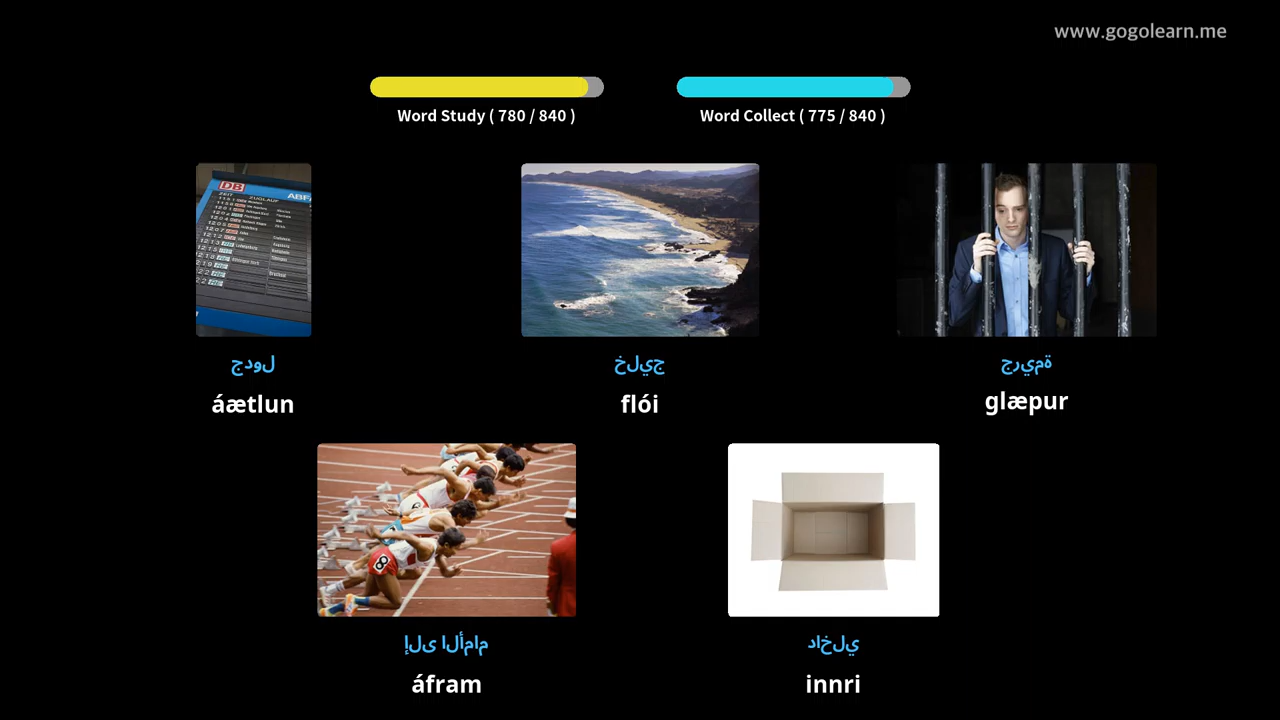 www.gogolearn.me
Word Study ( 780 / 840 )
Word Collect ( 775 / 840 )
جدول
خليج
جريمة
áætlun
flói
glæpur
إلى الأمام
داخلي
áfram
innri